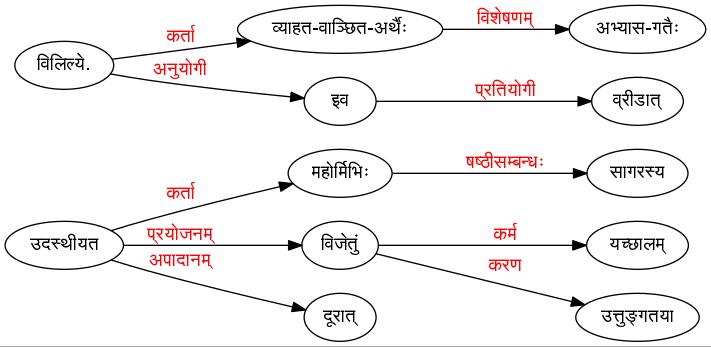 कर्ता
व्याहत-वाञ्छित-अर्थैः
विशेषणम्
अभ्यास-गतैः
विलिल्ये.
अनुयोगी
इव
प्रतियोगी
व्रीडात्
कर्ता
महोर्मिभिः
षष्ठीसम्बन्धः
सागरस्य
उदस्थीयत
प्रयोजनम्
विजेतुं
कर्म
यच्छालम्
अपादानम्
दूरात्
करण
उत्तुङ्गतया